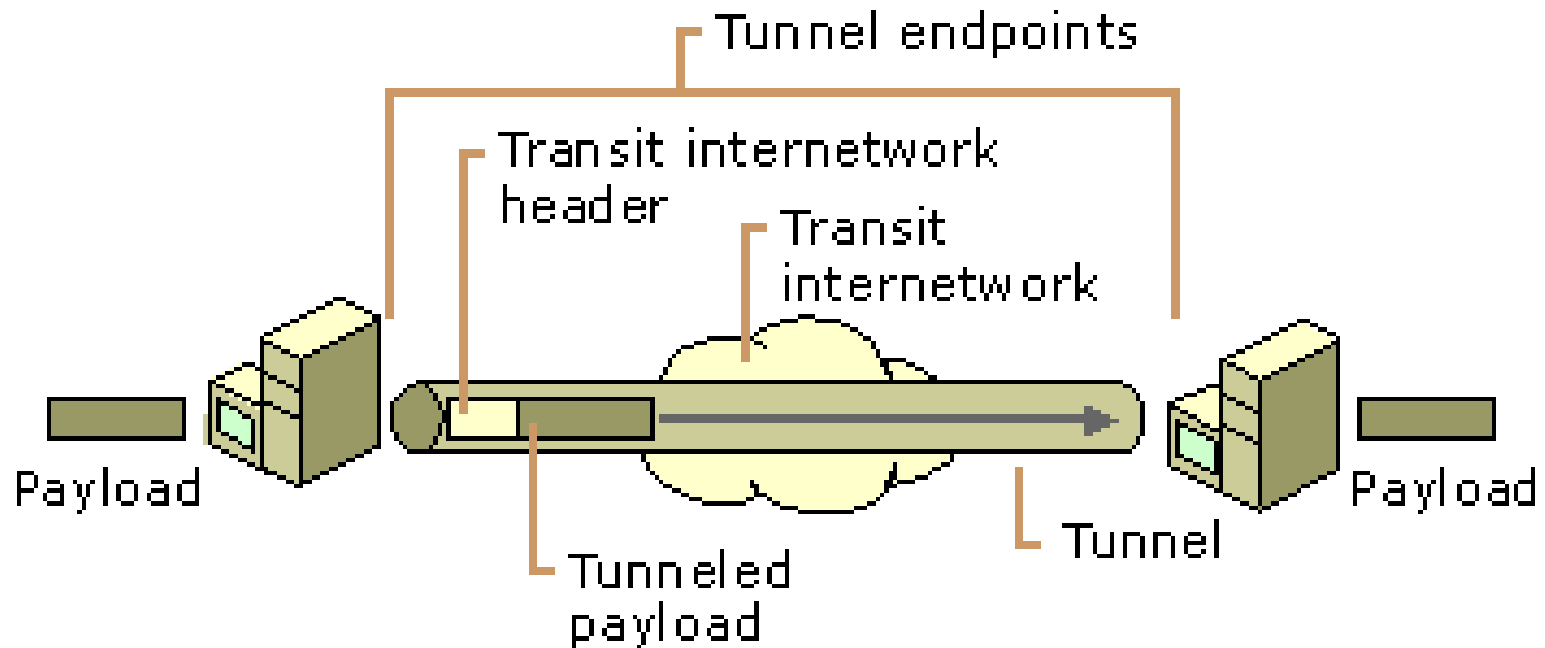 Tunnel endpoints
Transit internetwork
header
Transit
internetwork
Payload
Payload
Tunnel
Tunneled
payload